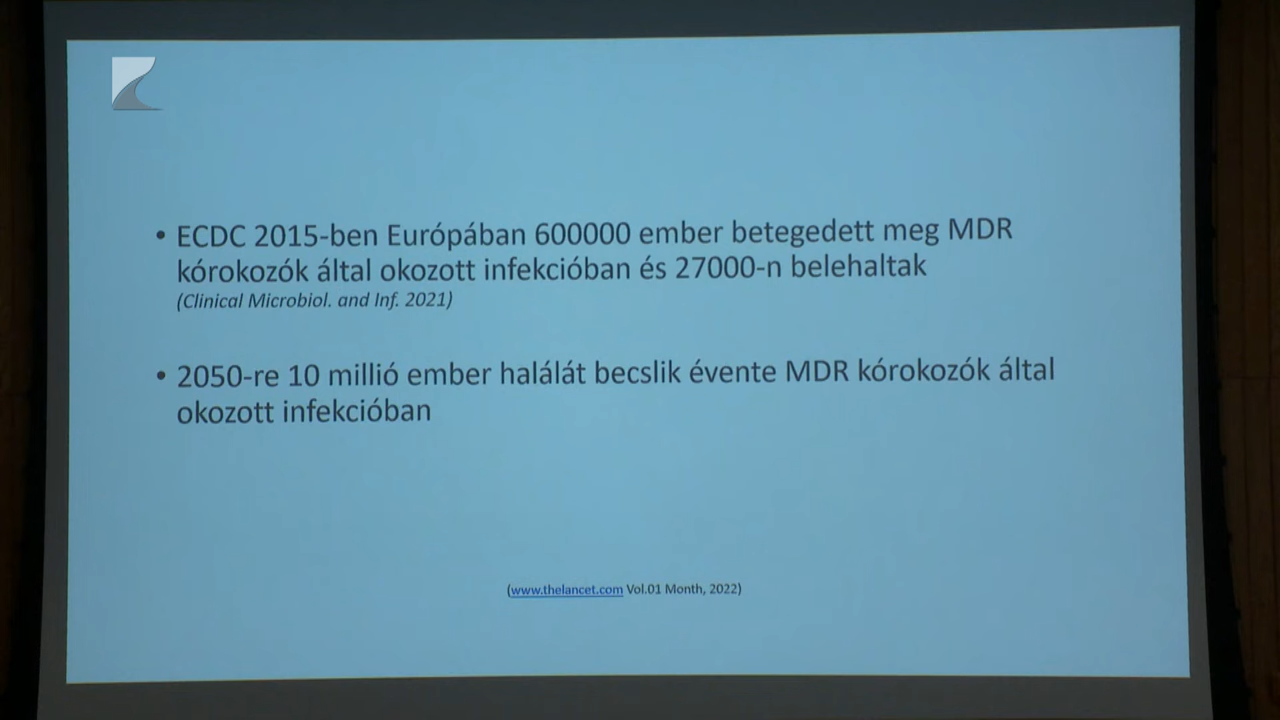 • ECDC 2015-ben Európában 600000 ember betegedett meg MDR
kórokozók által okozott infekcióban és 27000-n belehaltak
(Clinical Microbiol. and Inf. 2021)
• 2050-re 10 millió ember halálát becslik évente MDR kórokozók által
okozott infekcióban
(www.thelancet.com Vol.01 Month, 2022)